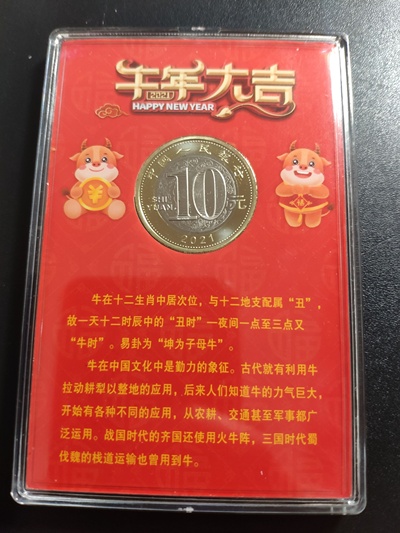 牛年大吉
2021
HAPPY NEW YEAR
中国人民银行
10元
SHI
YUAN
2021
牛在十二生肖中居次位，与十二地支配属“丑”，
故一天十二时辰中的“丑时”—夜间一点至三点又
“牛时”。易卦为“坤为子母牛”。
牛在中国文化中是勤力的象征。古代就有利用牛
拉动耕犁以整地的应用，后来人们知道牛的力气巨大，
开始有各种不同的应用，从农耕、交通甚至军事都广
泛运用。战国时代的齐国还使用火牛阵，三国时代蜀
伐魏的栈道运输也曾用到牛。